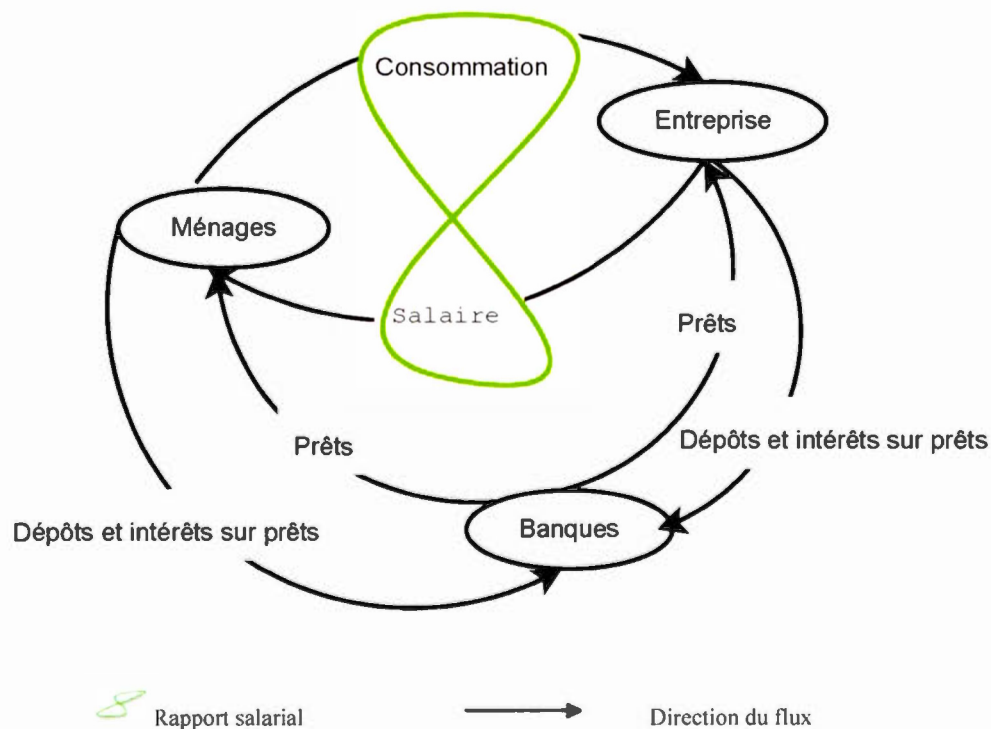 Consommation
Entreprise
Ménages
Salaire
Prêts
Prêts
Dépôts et intérêts sur prêts
Dépôts et intérêts sur prêts
Banques
Rapport salarial
Direction du flux